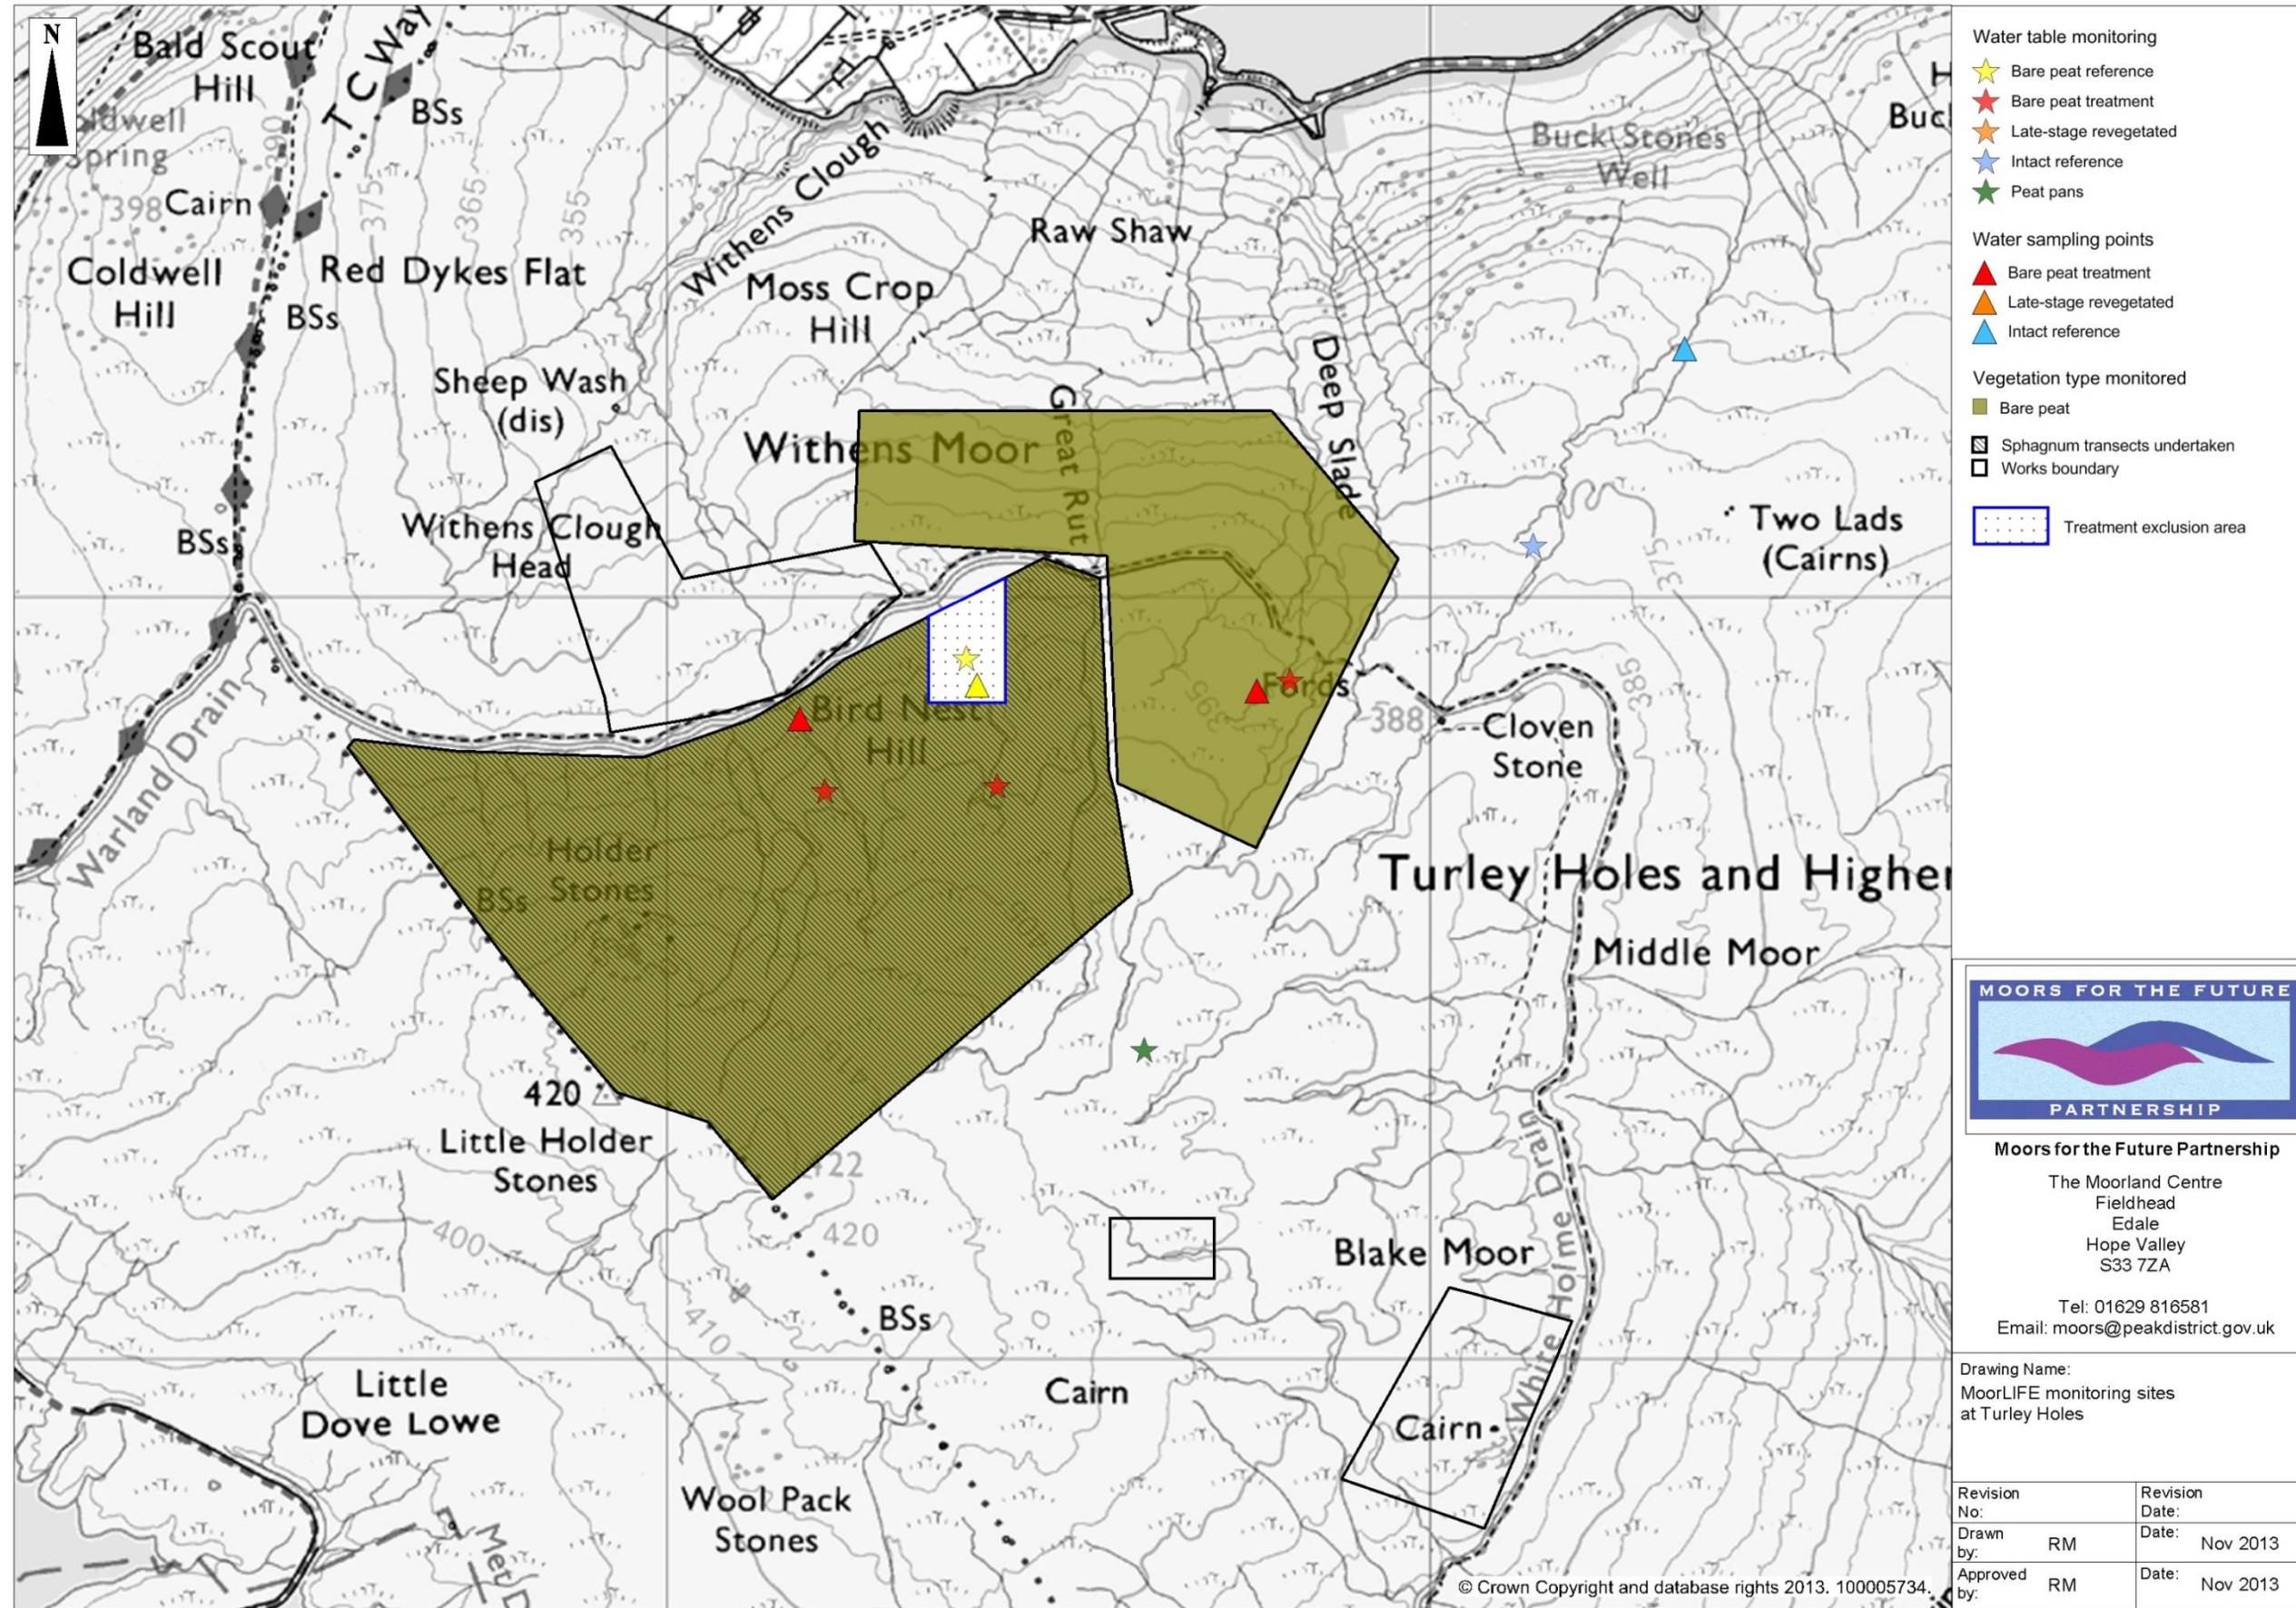 N
Bald Scout
Hill
T C Way
BSs
Spring
398
Cairn
390
375
365
355
Coldwell
Hill
Red Dykes Flat
BSs
Withens Clough
Raw Shaw
Moss Crop
Hill
Buck Stones
Well
Sheep Wash
(dis)
Great Rut
Deep Slade
Withens Moor
Two Lads
(Cairns)
Withens Clough
Head
BSs
375
385
Warland Drain
Bird Nest
Hill
Fords
395
388
Cloven
Stone
Holder
Stones
BSs
Turley Holes and Higher
Middle Moor
420
Little Holder
Stones
422
420
400
410
BSs
Blake Moor
White Holme Drain
Little
Dove Lowe
Cairn
Cairn
Wool Pack
Stones
© Crown Copyright and database rights 2013. 100005734.
Water table monitoring
Bare peat reference
Bare peat treatment
Late-stage revegetated
Intact reference
Peat pans
Water sampling points
Bare peat treatment
Late-stage revegetated
Intact reference
Vegetation type monitored
Bare peat
Sphagnum transects undertaken
Works boundary
Treatment exclusion area
MOORS FOR THE FUTURE
PARTNERSHIP
Moors for the Future Partnership
The Moorland Centre
Fieldhead
Edale
Hope Valley
S33 7ZA
Tel: 01629 816581
Email: moors@peakdistrict.gov.uk
Drawing Name:
MoorLIFE monitoring sites
at Turley Holes
Revision No:
Revision Date:
Drawn by: RM
Date: Nov 2013
Approved by: RM
Date: Nov 2013